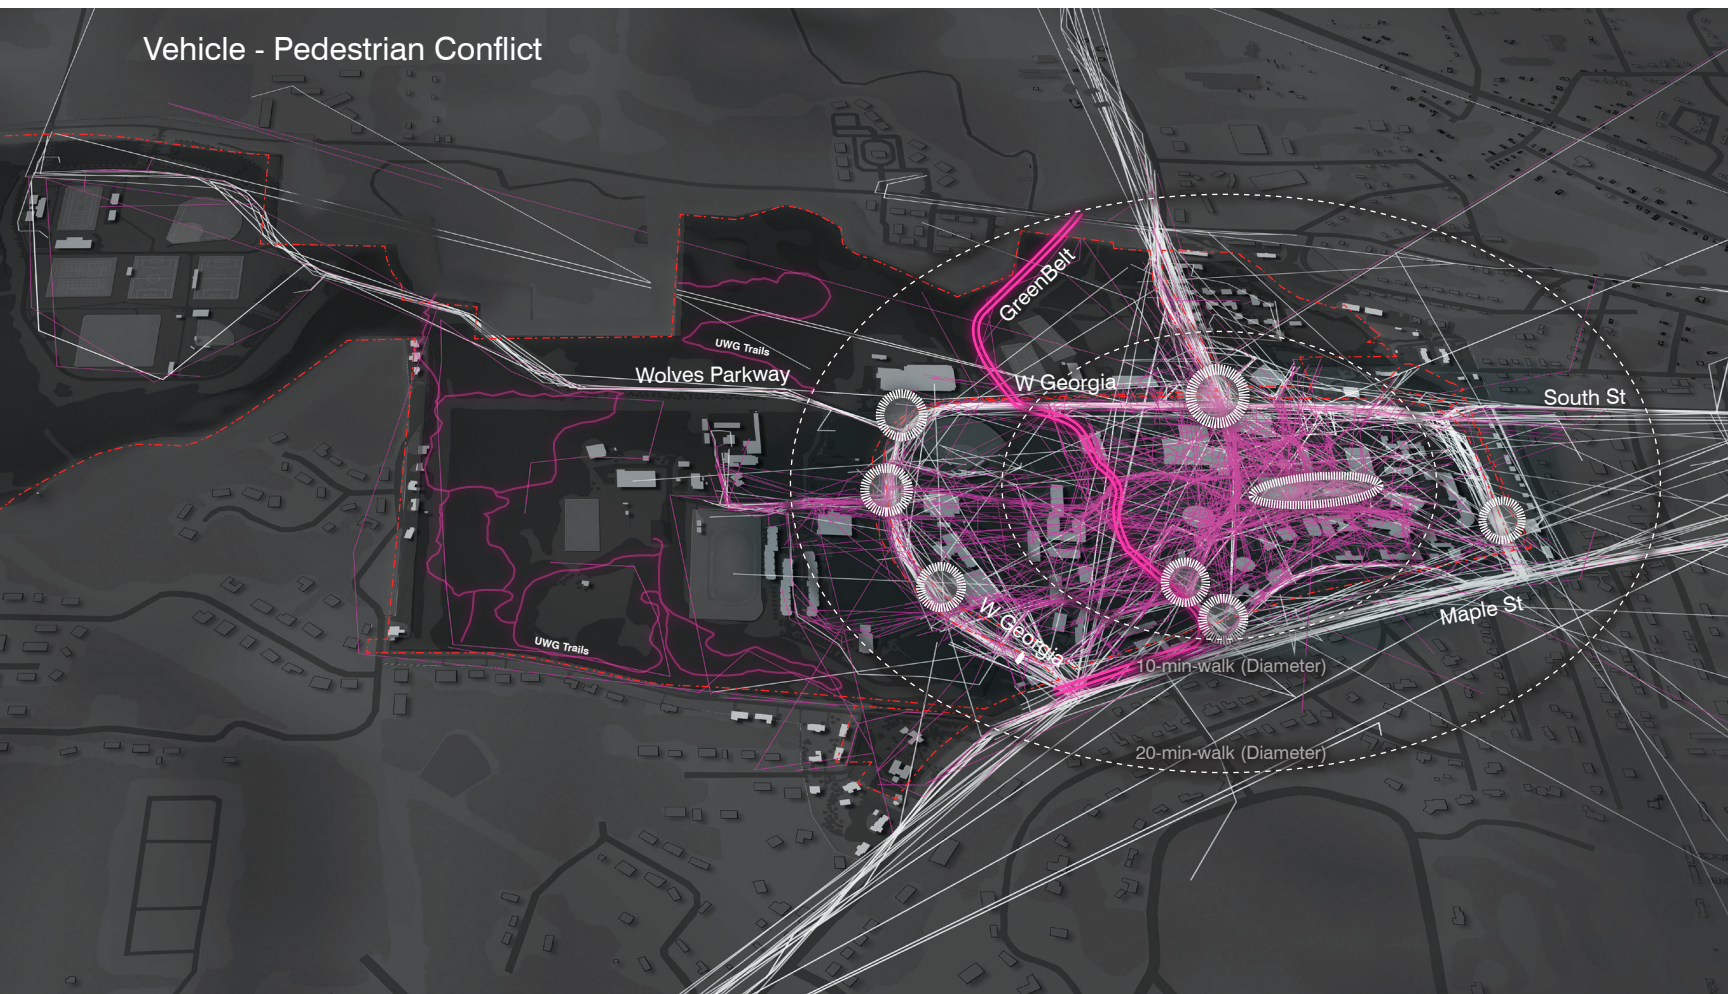 Vehicle - Pedestrian Conflict
GreenBelt
UWG Trails
Wolves Parkway
W Georgia
South St
W Georgia
Maple St
UWG Trails
10-min-walk (Diameter)
20-min-walk (Diameter)